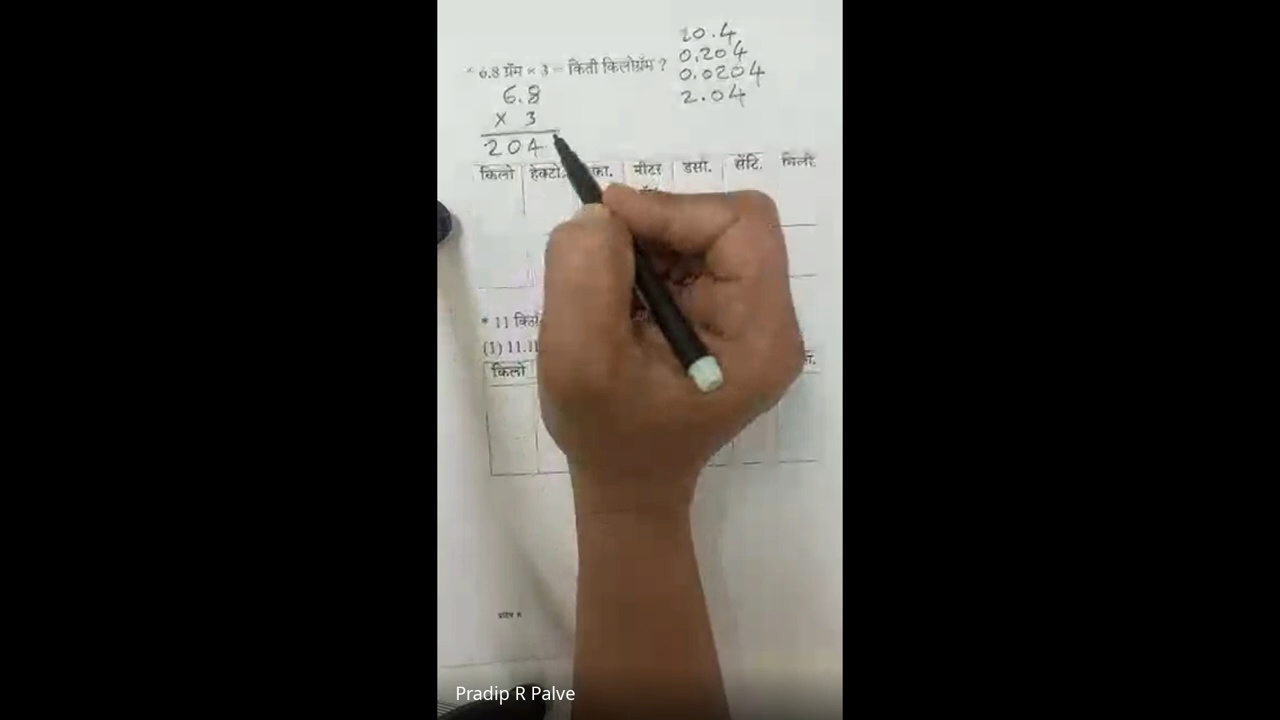 20.4
0.204
* 6.8 ग्रॅम × 3 = किती किलोग्रॅम ?
0.0204
6.8
2.04
× 3
204
किलो हेक्टो. मीटर डेसी. सेंटि. मिली.
* 11
(1) 11.11
किलो
Pradip R Palve